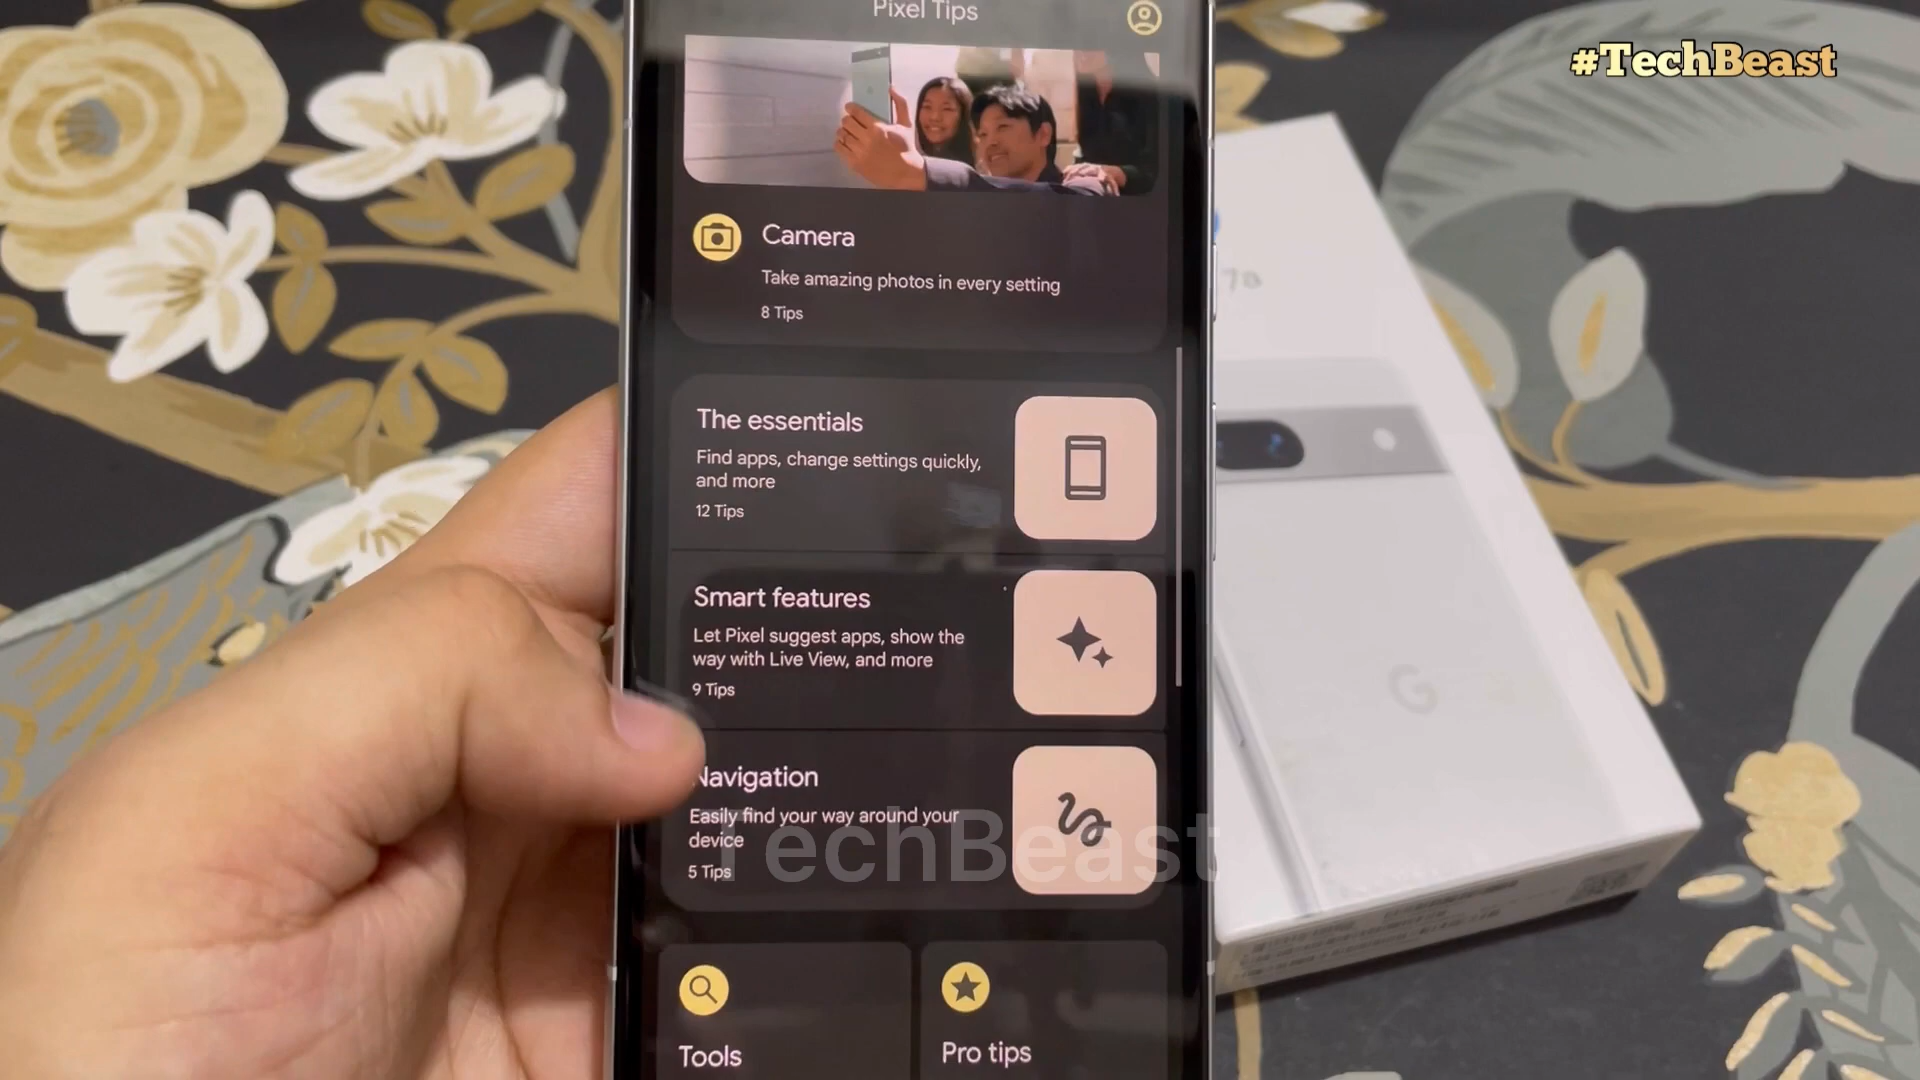 Pixel Tips
#TechBeast
Camera
Take amazing photos in every setting
8 Tips
The essentials
Find apps, change settings quickly,
and more
12 Tips
Smart features
Let Pixel suggest apps, show the
way with Live View, and more
9 Tips
Navigation
Easily find your way around your
device
5 Tips
TechBeast
Tools
Pro tips
7a
G